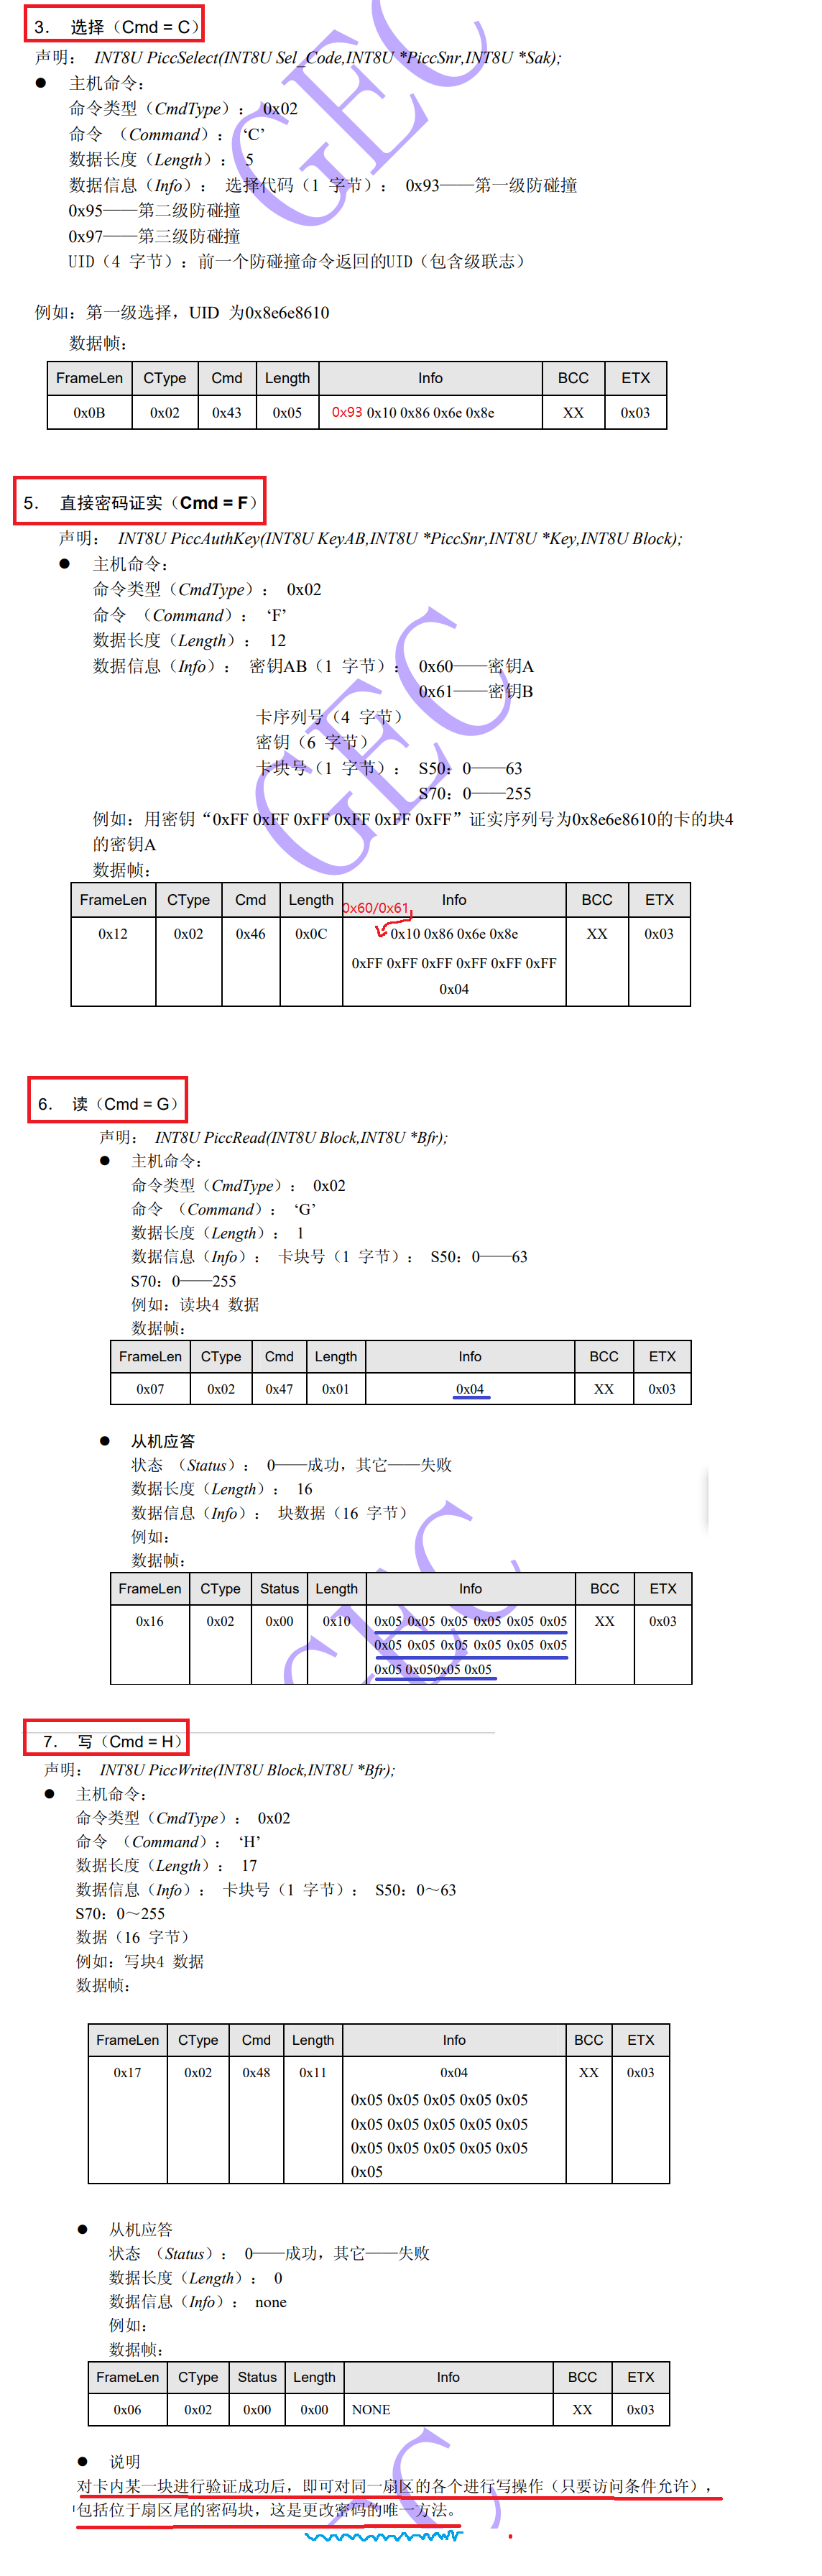 3. 选择（Cmd = C）
声明： INT8U PiccSelect(INT8U Sel_Code,INT8U *PiccSnr,INT8U *Sak);
● 主机命令：
命令类型（CmdType）： 0x02
命令 （Command）： ‘C’
数据长度（Length）： 5
数据信息（Info）： 选择代码（1 字节）： 0x93——第一级防碰撞
0x95——第二级防碰撞
0x97——第三级防碰撞
UID（4 字节）：前一个防碰撞命令返回的UID（包含级联志）
例如：第一级选择，UID 为0x8e6e8610
数据帧：
FrameLen CType Cmd Length Info BCC ETX
0x0B 0x02 0x43 0x05 0x93 0x10 0x86 0x6e 0x8e XX 0x03
5. 直接密码证实（Cmd = F）
声明： INT8U PiccAuthKey(INT8U KeyAB,INT8U *PiccSnr,INT8U *Key,INT8U Block);
● 主机命令：
命令类型（CmdType）： 0x02
命令 （Command）： ‘F’
数据长度（Length）： 12
数据信息（Info）： 密钥AB（1 字节）： 0x60——密钥A
0x61——密钥B
卡序列号（4 字节）
密钥（6 字节）
卡块号（1 字节）： S50：0——63
S70：0——255
例如：用密钥“0xFF 0xFF 0xFF 0xFF 0xFF 0xFF”证实序列号为0x8e6e8610的卡的块4
的密钥A
数据帧：
FrameLen CType Cmd Length Info BCC ETX
0x60/0x61
0x12 0x02 0x46 0x0C 0x10 0x86 0x6e 0x8e XX 0x03
0xFF 0xFF 0xFF 0xFF 0xFF 0xFF
0x04
6. 读（Cmd = G）
声明： INT8U PiccRead(INT8U Block,INT8U *Bfr);
● 主机命令：
命令类型（CmdType）： 0x02
命令 （Command）： ‘G’
数据长度（Length）： 1
数据信息（Info）： 卡块号（1 字节）： S50：0——63
S70：0——255
例如：读块4 数据
数据帧：
FrameLen CType Cmd Length Info BCC ETX
0x07 0x02 0x47 0x01 0x04 XX 0x03
● 从机应答
状态 （Status）： 0——成功，其它——失败
数据长度（Length）： 16
数据信息（Info）： 块数据（16 字节）
例如：
数据帧：
FrameLen CType Status Length Info BCC ETX
0x16 0x02 0x00 0x10 0x05 0x05 0x05 0x05 0x05 0x05 XX 0x03
0x05 0x05 0x05 0x05 0x05 0x05
0x05 0x050x05 0x05
7. 写（Cmd = H）
声明： INT8U PiccWrite(INT8U Block,INT8U *Bfr);
● 主机命令：
命令类型（CmdType）： 0x02
命令 （Command）： ‘H’
数据长度（Length）： 17
数据信息（Info）： 卡块号（1 字节）： S50：0～63
S70：0～255
数据（16 字节）
例如：写块4 数据
数据帧：
FrameLen CType Cmd Length Info BCC ETX
0x17 0x02 0x48 0x11 0x04 XX 0x03
0x05 0x05 0x05 0x05 0x05
0x05 0x05 0x05 0x05 0x05
0x05 0x05 0x05 0x05 0x05
0x05
● 从机应答
状态 （Status）： 0——成功，其它——失败
数据长度（Length）： 0
数据信息（Info）： none
例如：
数据帧：
FrameLen CType Status Length Info BCC ETX
0x06 0x02 0x00 0x00 NONE XX 0x03
● 说明
对卡内某一块进行验证成功后，即可对同一扇区的各个进行写操作（只要访问条件允许），
包括位于扇区尾的密码块，这是更改密码的唯一方法。
GEC
GEC